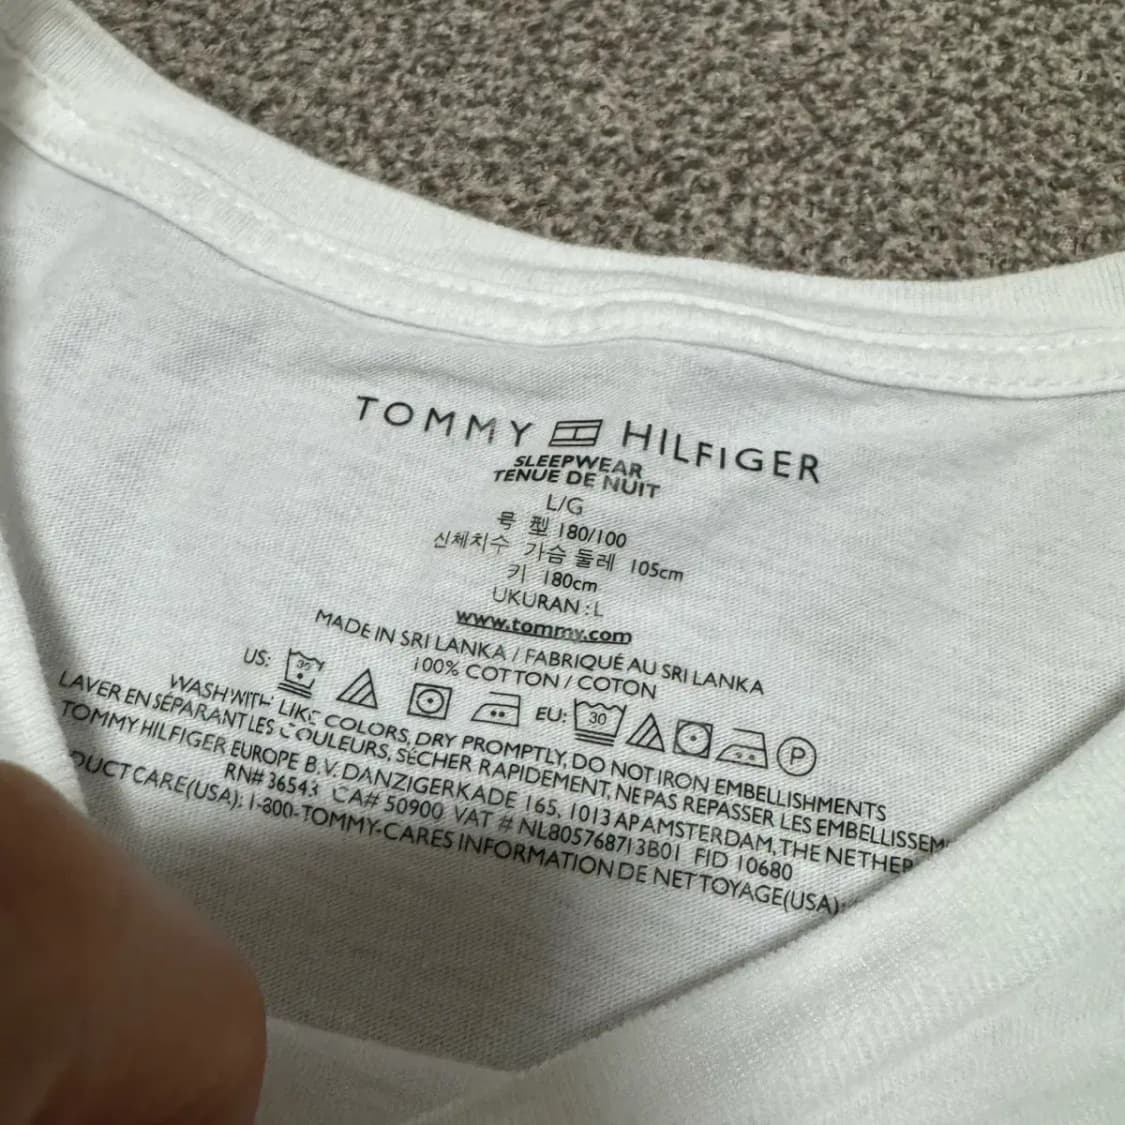 TOMMY HILFIGER
SLEEPWEAR
TENUE DE NUIT
L/G
号 型 180/100
신체치수 가슴 둘레 105cm
키 180cm
UKURAN : L
www.tommy.com
MADE IN SRI LANKA / FABRIQUÉ AU SRI LANKA
100% COTTON / COTON
US: 30 EU: 30 P
WASH WITH LIKE COLORS, DRY PROMPTLY, DO NOT IRON EMBELLISHMENTS
LAVER EN SÉPARANT LES COULEURS, SÉCHER RAPIDEMENT, NE PAS REPASSER LES EMBELLISSEM
TOMMY HILFIGER EUROPE B.V. DANZIGERKADE 165, 1013 AP AMSTERDAM, THE NETHER
RN# 36543 CA# 50900 VAT # NL805768713B01 FID 10680
DUCT CARE(USA): 1-800-TOMMY-CARES INFORMATION DE NETTOYAGE(USA):